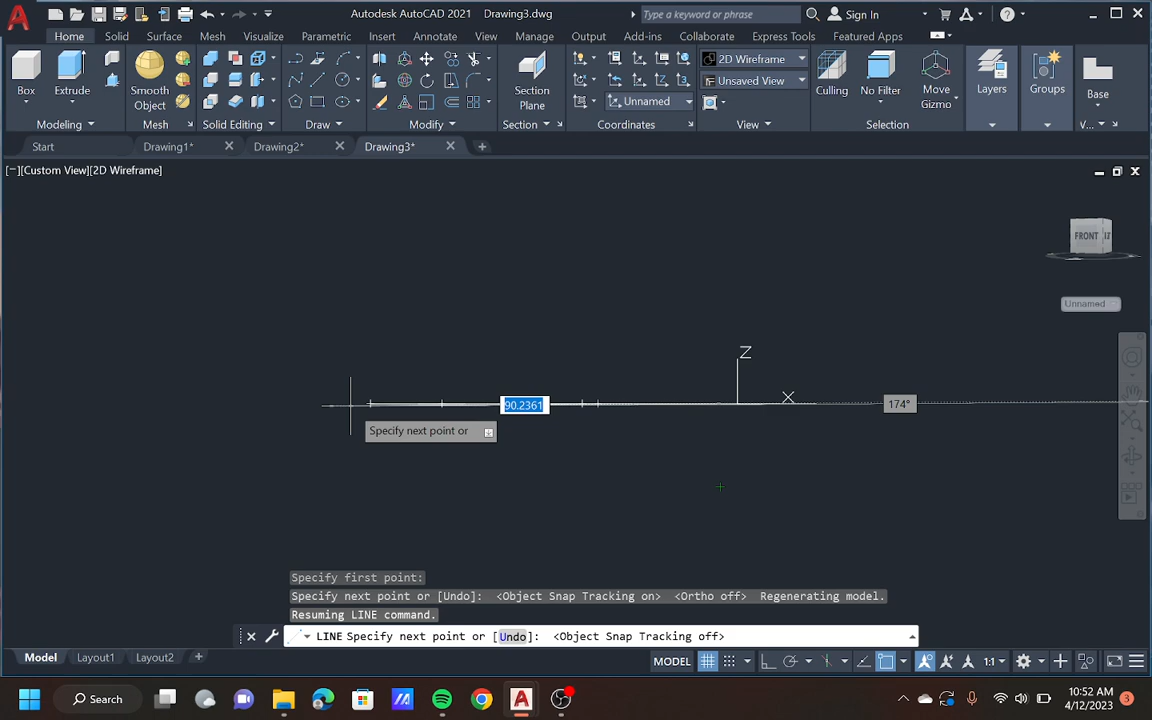 Autodesk AutoCAD 2021 Drawing3.dwg Type a keyword or phrase Sign In
Home Solid Surface Mesh Visualize Parametric Insert Annotate View Manage Output Add-ins Collaborate Express Tools Featured Apps
Box Extrude Smooth Object Section Plane 2D Wireframe Unsaved View Unnamed Culling No Filter Move Gizmo Layers Groups Base
Modeling Mesh Solid Editing Draw Modify Section Coordinates View Selection V...
Start Drawing1* Drawing2* Drawing3*
[−][Custom View][2D Wireframe]
FRONT
Unnamed
Z
X
90.2361
174°
Specify next point or
Specify first point:
Specify next point or [Undo]: <Object Snap Tracking on> <Ortho off> Regenerating model.
Resuming LINE command.
LINE Specify next point or [Undo]: <Object Snap Tracking off>
Model Layout1 Layout2 MODEL 1:1
Search 10:52 AM
4/12/2023 3